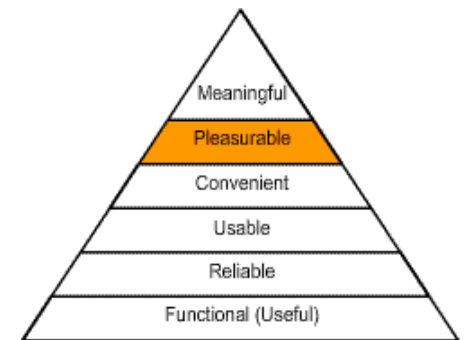 Meaningful
Pleasurable
Convenient
Usable
Reliable
Functional (Useful)